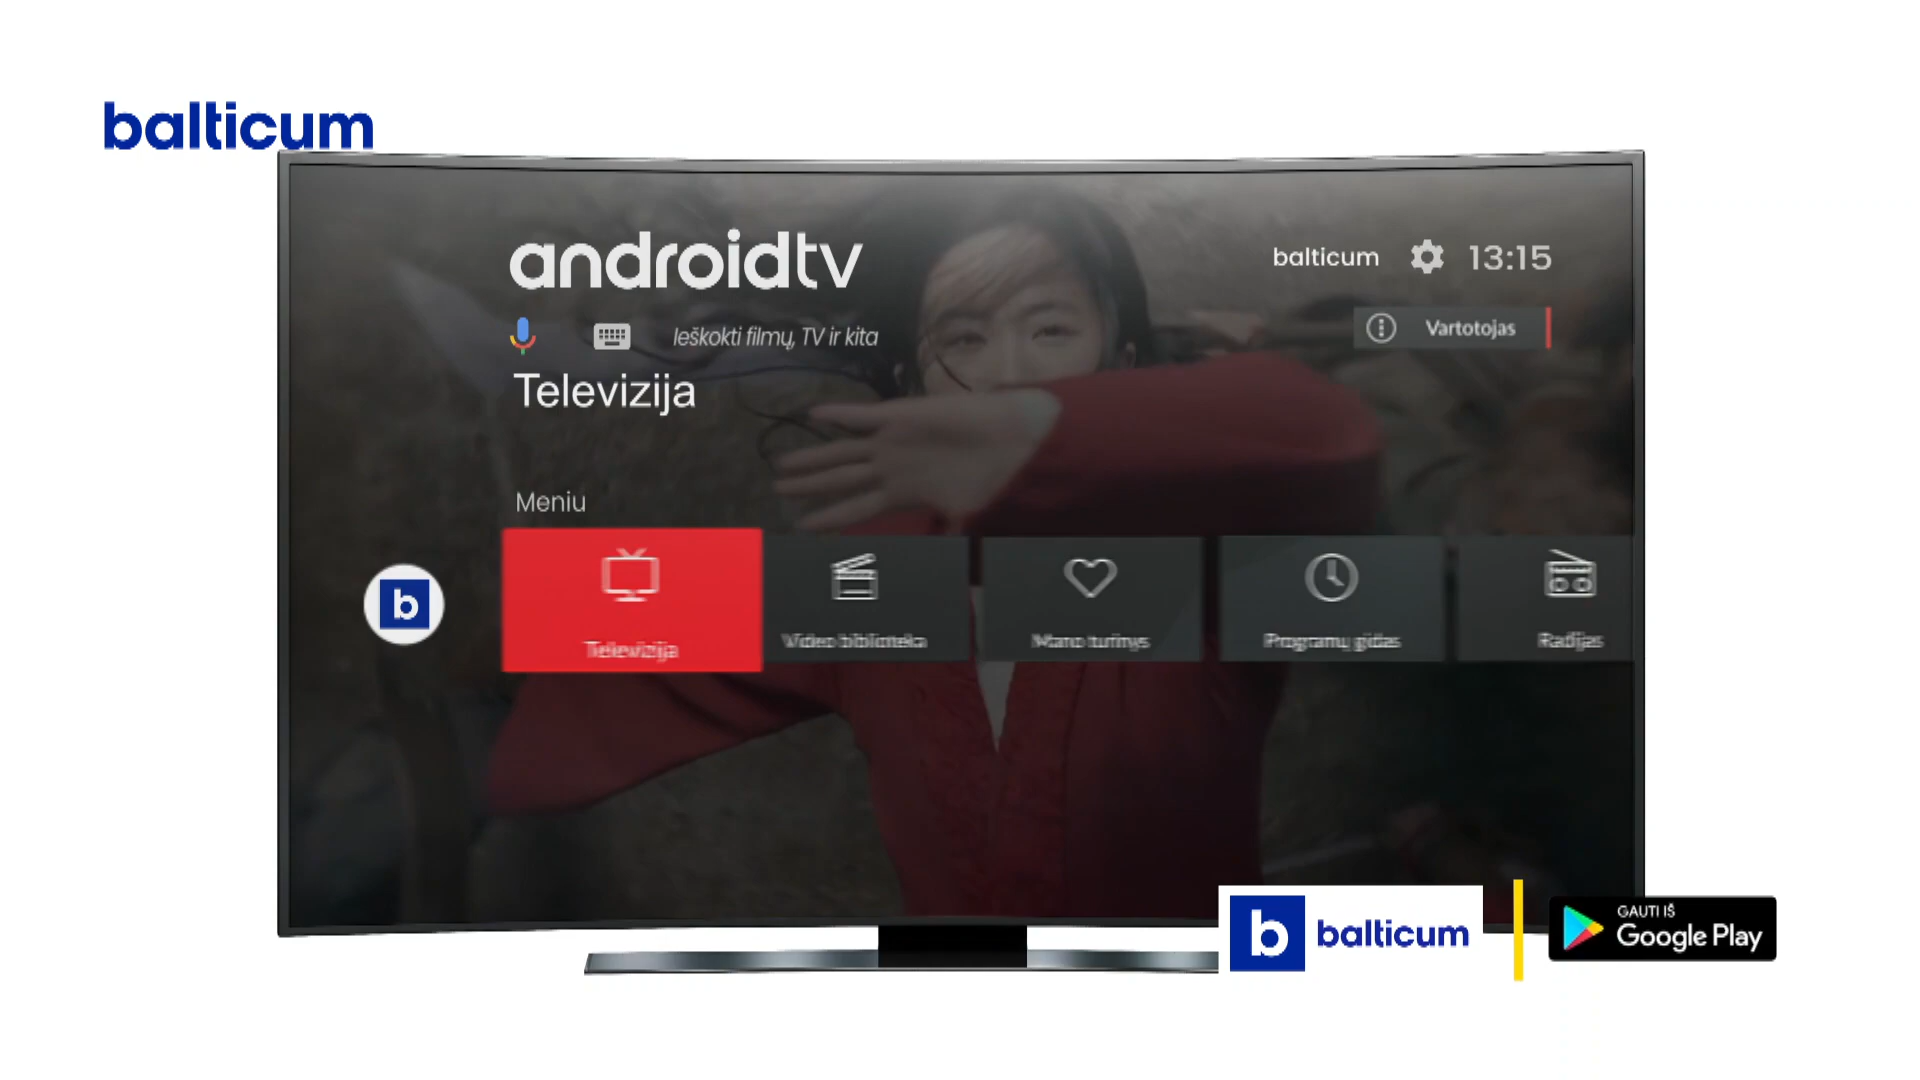 balticum
androidtv
balticum 13:15
Ieškokti filmų, TV ir kita
Vartotojas
Televizija
Meniu
b
Televizija
Video biblioteka
Mano turinys
Programų gidas
Radijas
b balticum
GAUTI IŠ
Google Play